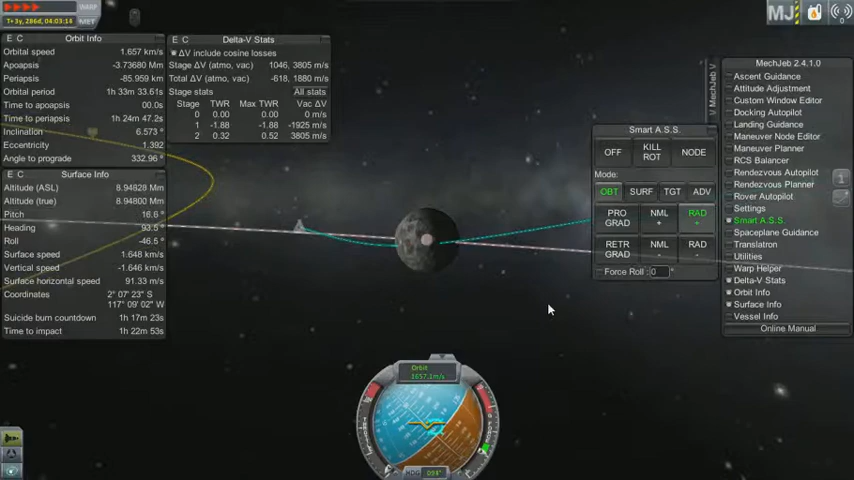 WARP
T+3y, 286d, 04:03:14 MET
E C Orbit Info
Orbital speed 1.657 km/s
Apoapsis -3.73680 Mm
Periapsis -85.959 km
Orbital period 1h 33m 33.61s
Time to apoapsis 00.0s
Time to periapsis 1h 24m 47.2s
Inclination 6.573 º
Eccentricity 1.392
Angle to prograde 332.96 º
E C Surface Info
Altitude (ASL) 8.94828 Mm
Altitude (true) 8.94800 Mm
Pitch 16.6 º
Heading 93.5º
Roll -46.5 º
Surface speed 1.648 km/s
Vertical speed -1.646 km/s
Surface horizontal speed 91.33 m/s
Coordinates 2° 07' 23" S
117° 09' 02" W
Suicide burn countdown 1h 17m 23s
Time to impact 1h 22m 53s
E C Delta-V Stats
ΔV include cosine losses
Stage ΔV (atmo, vac) 1046, 3805 m/s
Total ΔV (atmo, vac) -618, 1880 m/s
Stage stats All stats
Stage TWR Max TWR Vac ΔV
0 0.00 0.00 0 m/s
1 -1.88 -1.88 -1925 m/s
2 0.32 0.52 3805 m/s
Orbit
1657.1m/s
HDG 093°
Smart A.S.S.
OFF KILL ROT NODE
Mode:
OBT SURF TGT ADV
PRO GRAD NML + RAD +
RETR GRAD NML - RAD -
Force Roll: 0 °
MJ
MechJeb V
MechJeb 2.4.1.0
Ascent Guidance
Attitude Adjustment
Custom Window Editor
Docking Autopilot
Landing Guidance
Maneuver Node Editor
Maneuver Planner
RCS Balancer
Rendezvous Autopilot
Rendezvous Planner
Rover Autopilot
Settings
Smart A.S.S.
Spaceplane Guidance
Translatron
Utilities
Warp Helper
Delta-V Stats
Orbit Info
Surface Info
Vessel Info
Online Manual
1